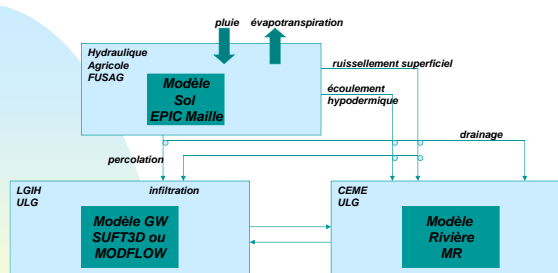 pluie évapotranspiration
Hydraulique
Agricole
FUSAG
Modèle
Sol
EPIC Maille
ruissellement superficiel
écoulement
hypodermique
drainage
percolation
LGIH
ULG
infiltration
Modèle GW
SUFT3D ou
MODFLOW
CEME
ULG
Modèle
Rivière
MR